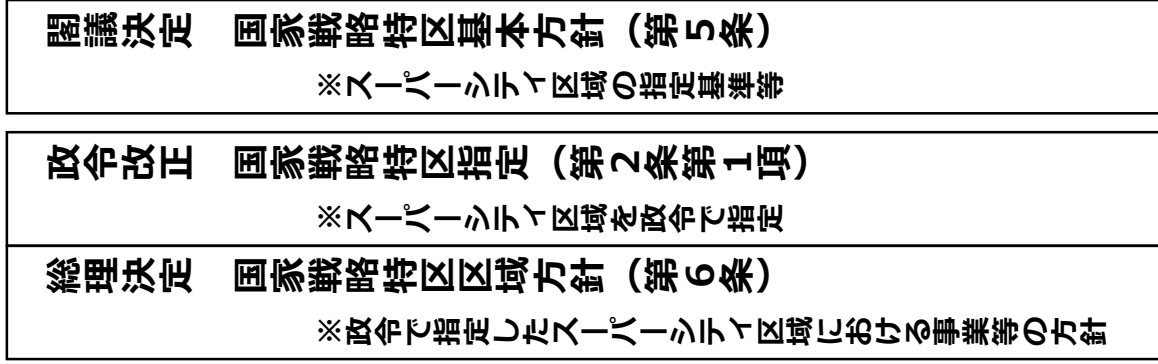 閣議決定　国家戦略特区基本方針（第５条）
※スーパーシティ区域の指定基準等
政令改正　国家戦略特区指定（第２条第１項）
※スーパーシティ区域を政令で指定
総理決定　国家戦略特区区域方針（第６条）
※政令で指定したスーパーシティ区域における事業等の方針